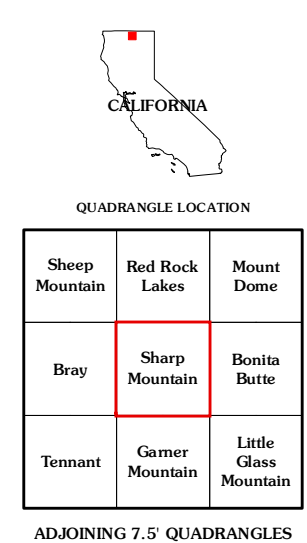 CALIFORNIA
QUADRANGLE LOCATION
Sheep
Mountain
Red Rock
Lakes
Mount
Dome
Bray
Sharp
Mountain
Bonita
Butte
Tennant
Garner
Mountain
Little
Glass
Mountain
ADJOINING 7.5' QUADRANGLES